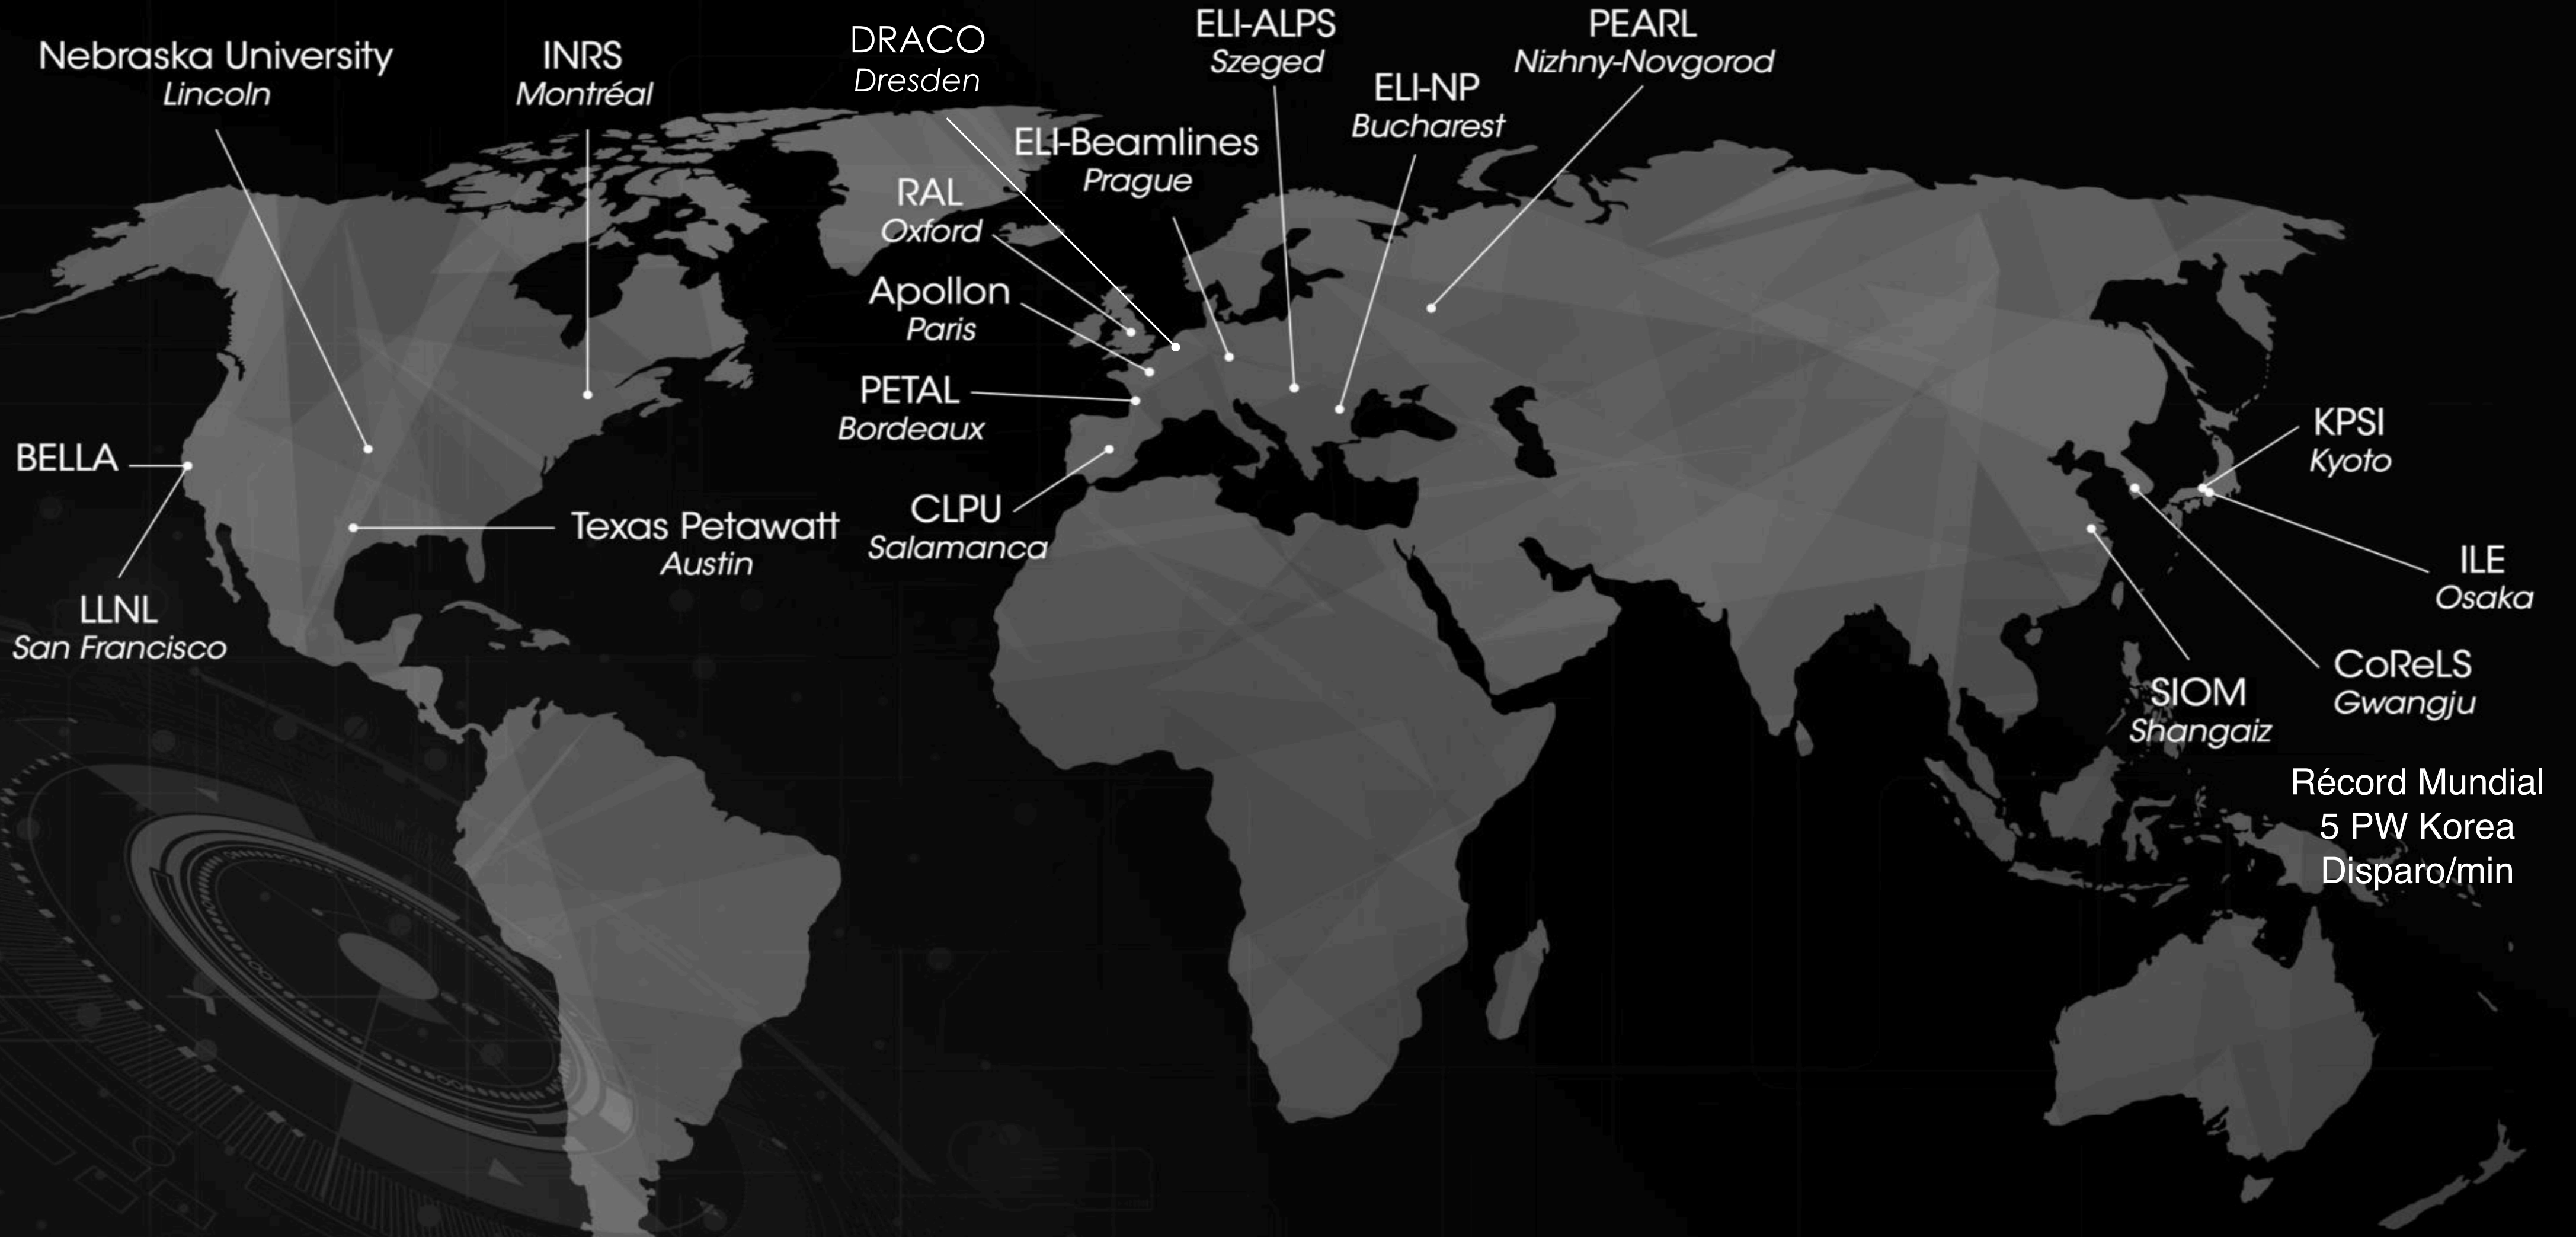 Nebraska University
Lincoln
INRS
Montréal
DRACO
Dresden
ELI-ALPS
Szeged
PEARL
Nizhny-Novgorod
ELI-NP
Bucharest
ELI-Beamlines
Prague
RAL
Oxford
Apollon
Paris
PETAL
Bordeaux
CLPU
Salamanca
BELLA
LLNL
San Francisco
Texas Petawatt
Austin
KPSI
Kyoto
ILE
Osaka
CoReLS
Gwangju
SIOM
Shangaiz
Récord Mundial
5 PW Korea
Disparo/min